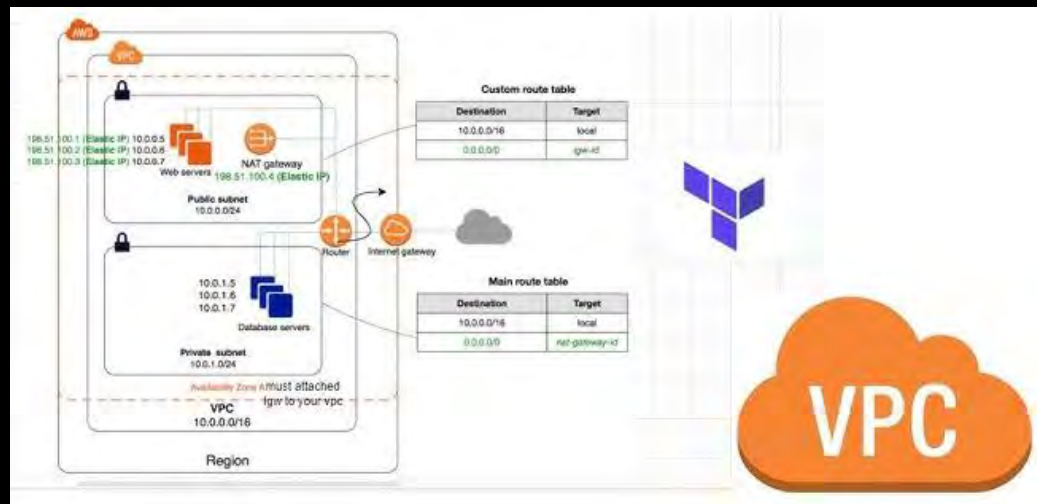 AWS
VPC
198.51.100.1 (Elastic IP) 10.0.0.5
198.51.100.2 (Elastic IP) 10.0.0.6
198.51.100.3 (Elastic IP) 10.0.0.7
Web servers
NAT gateway
198.51.100.4 (Elastic IP)
Public subnet
10.0.0.0/24
Custom route table
Destination Target
10.0.0.0/16 local
0.0.0.0/0 igw-id
Router
Internet gateway
10.0.1.5
10.0.1.6
10.0.1.7
Database servers
Private subnet
10.0.1.0/24
Main route table
Destination Target
10.0.0.0/16 local
0.0.0.0/0 nat-gateway-id
Availability Zone A
must attached
igw to your vpc
VPC
10.0.0.0/16
Region
VPC